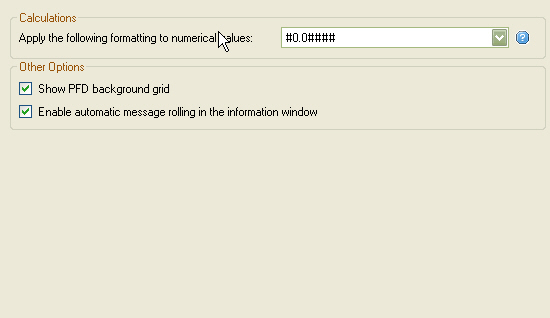 Calculations
Apply the following formatting to numerical values: #0.0####
Other Options
Show PFD background grid
Enable automatic message rolling in the information window